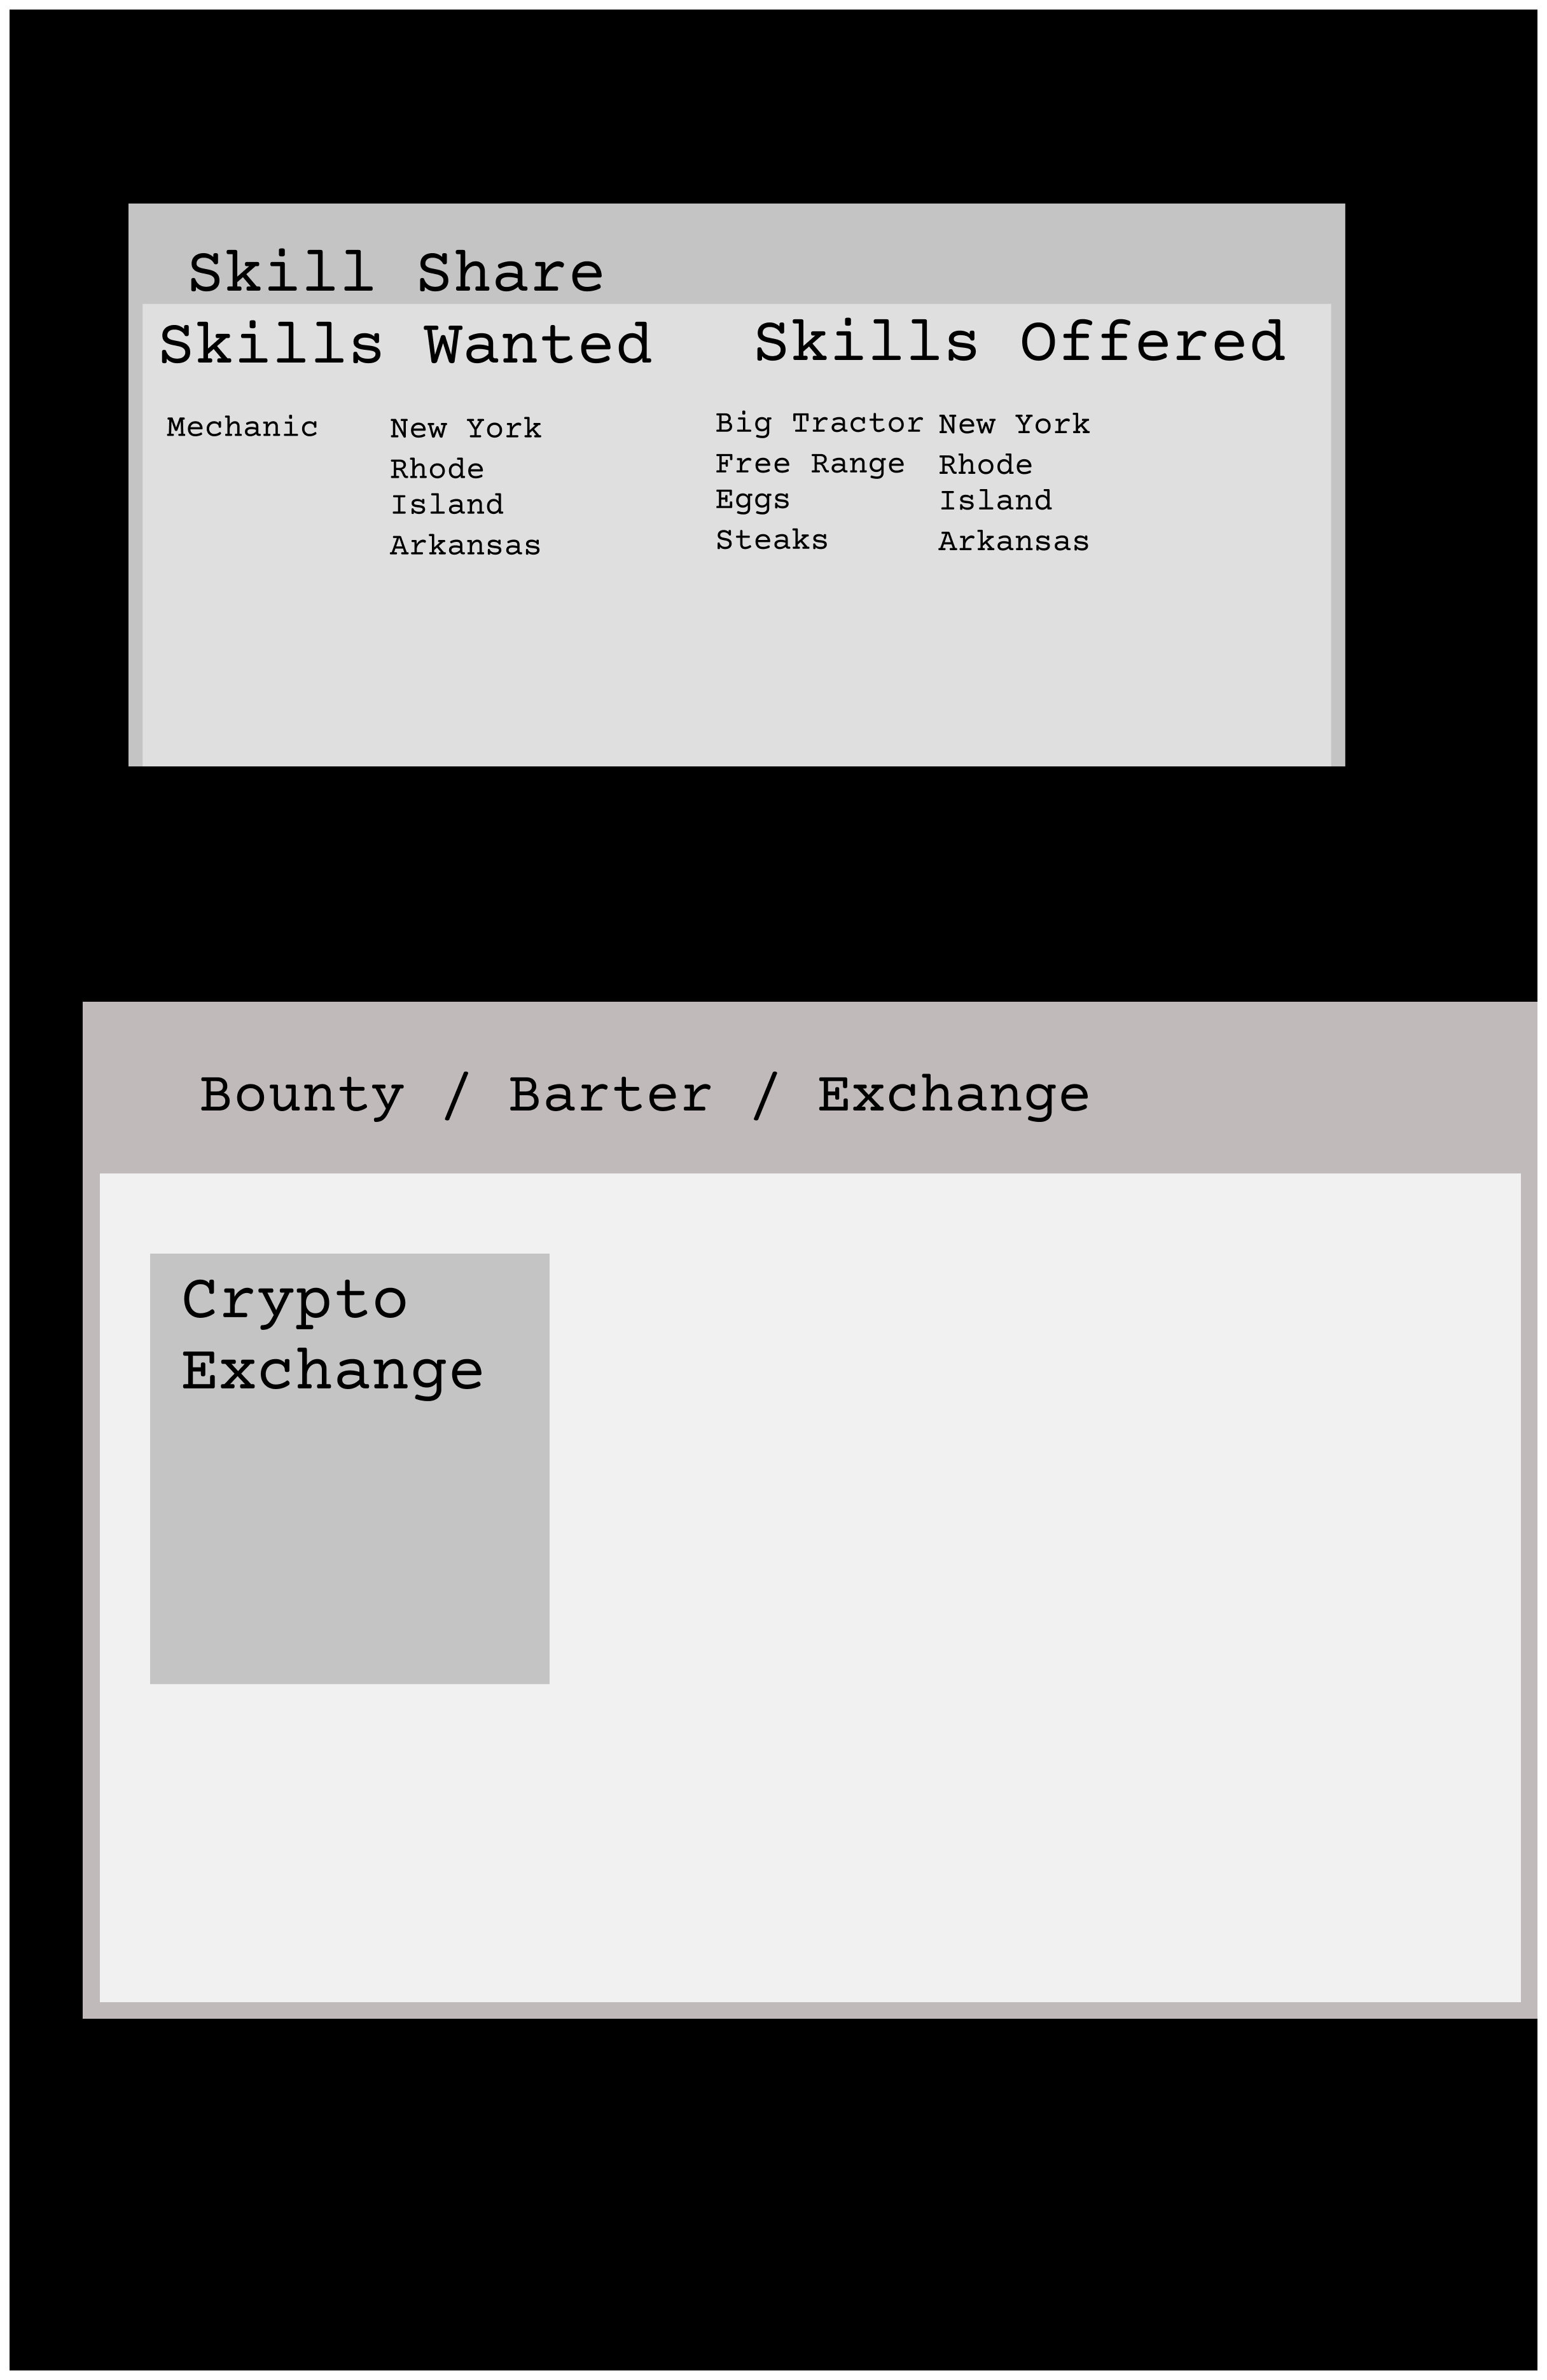 Skill Share
Skills Wanted
Skills Offered
Mechanic
New York
Rhode
Island
Arkansas
Big Tractor
Free Range
Eggs
Steaks
New York
Rhode
Island
Arkansas
Bounty / Barter / Exchange
Crypto
Exchange